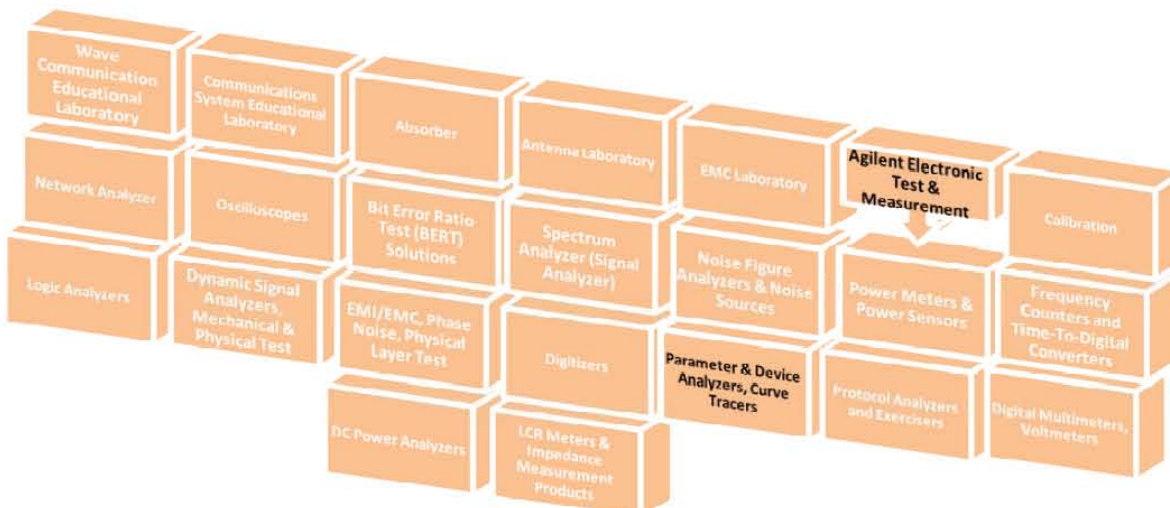 Wave
Communication
Educational
Laboratory
Communications
System Educational
Laboratory
Absorber
Antenna Laboratory
EMC Laboratory
Agilent Electronic
Test &
Measurement
Calibration
Network Analyzer
Oscilloscopes
Bit Error Ratio
Test (BERT)
Solutions
Spectrum
Analyzer (Signal
Analyzer)
Noise Figure
Analyzers & Noise
Sources
Power Meters &
Power Sensors
Frequency
Counters and
Time-To-Digital
Converters
Logic Analyzers
Dynamic Signal
Analyzers,
Mechanical &
Physical Test
EMI/EMC, Phase
Noise, Physical
Layer Test
Digitizers
Parameter & Device
Analyzers, Curve
Tracers
Protocol Analyzers
and Exercisers
Digital Multimeters,
Voltmeters
DC Power Analyzers
LCR Meters &
Impedance
Measurement
Products